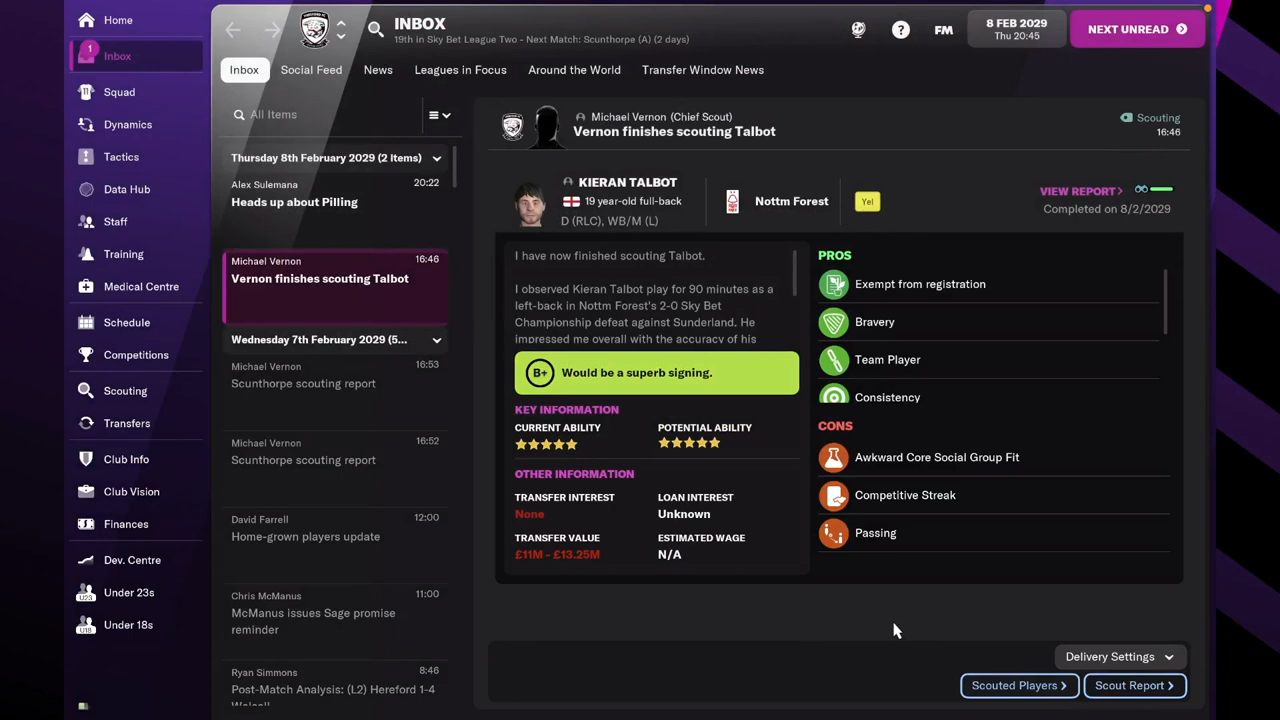 Home
1
Inbox
Squad
Dynamics
Tactics
Data Hub
Staff
Training
Medical Centre
Schedule
Competitions
Scouting
Transfers
Club Info
Club Vision
Finances
Dev. Centre
U23
Under 23s
U18
Under 18s
INBOX
19th in Sky Bet League Two - Next Match: Scunthorpe (A) (2 days)
?
FM
8 FEB 2029
Thu 20:45
NEXT UNREAD
Inbox
Social Feed
News
Leagues in Focus
Around the World
Transfer Window News
All Items
Thursday 8th February 2029 (2 Items)
Alex Sulemana 20:22
Heads up about Pilling
Michael Vernon 16:46
Vernon finishes scouting Talbot
Wednesday 7th February 2029 (5...
Michael Vernon 16:53
Scunthorpe scouting report
Michael Vernon 16:52
Scunthorpe scouting report
David Farrell 12:00
Home-grown players update
Chris McManus 11:00
McManus issues Sage promise
reminder
Ryan Simmons 8:46
Post-Match Analysis: (L2) Hereford 1-4
Walsall
Michael Vernon (Chief Scout)
Vernon finishes scouting Talbot
Scouting
16:46
KIERAN TALBOT
19 year-old full-back
D (RLC), WB/M (L)
Nottm Forest
Yel
VIEW REPORT>
Completed on 8/2/2029
I have now finished scouting Talbot.
I observed Kieran Talbot play for 90 minutes as a
left-back in Nottm Forest's 2-0 Sky Bet
Championship defeat against Sunderland. He
impressed me overall with the accuracy of his
B+ Would be a superb signing.
KEY INFORMATION
CURRENT ABILITY
POTENTIAL ABILITY
OTHER INFORMATION
TRANSFER INTEREST
None
LOAN INTEREST
Unknown
TRANSFER VALUE
£11M - £13.25M
ESTIMATED WAGE
N/A
PROS
Exempt from registration
Bravery
Team Player
Consistency
CONS
Awkward Core Social Group Fit
Competitive Streak
Passing
Delivery Settings
Scouted Players >
Scout Report >